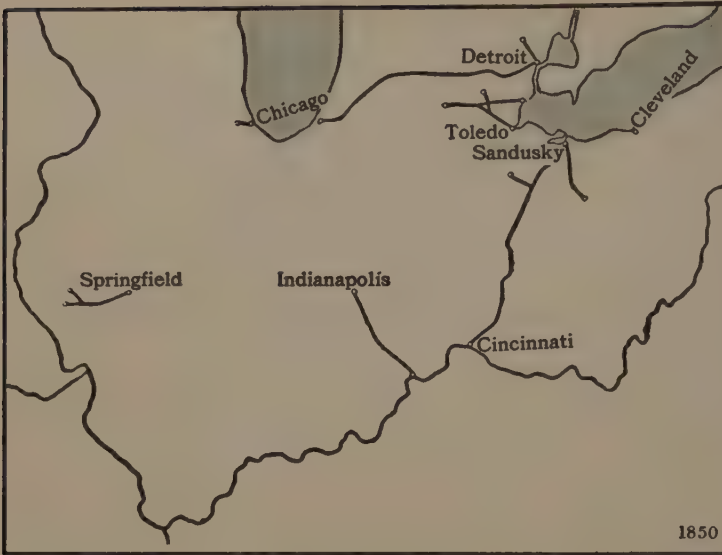 Detroit
Chicago
Cleveland
Toledo
Sandusky
Springfield
Indianapolis
Cincinnati
1850